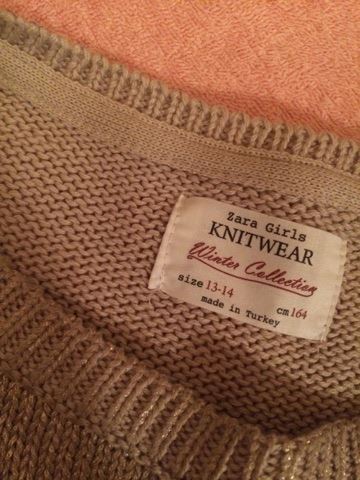 Zara Girls
KNITWEAR
Winter Collection
size 13-14 cm 164
made in Turkey